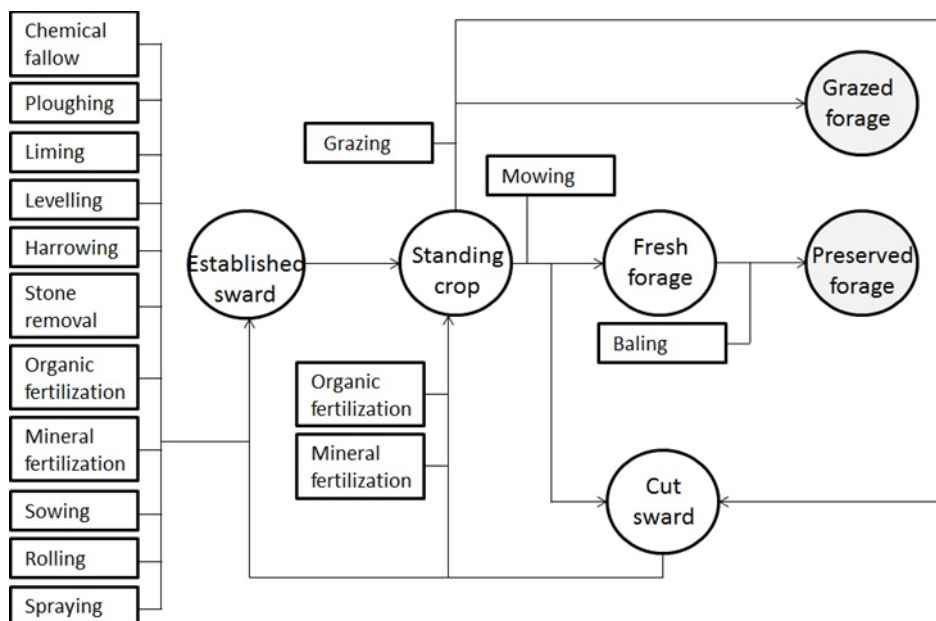 Chemical
fallow
Ploughing
Liming
Levelling
Harrowing
Stone
removal
Organic
fertilization
Mineral
fertilization
Sowing
Rolling
Spraying
Established
sward
Grazing
Standing
crop
Organic
fertilization
Mineral
fertilization
Mowing
Fresh
forage
Baling
Cut
sward
Grazed
forage
Preserved
forage